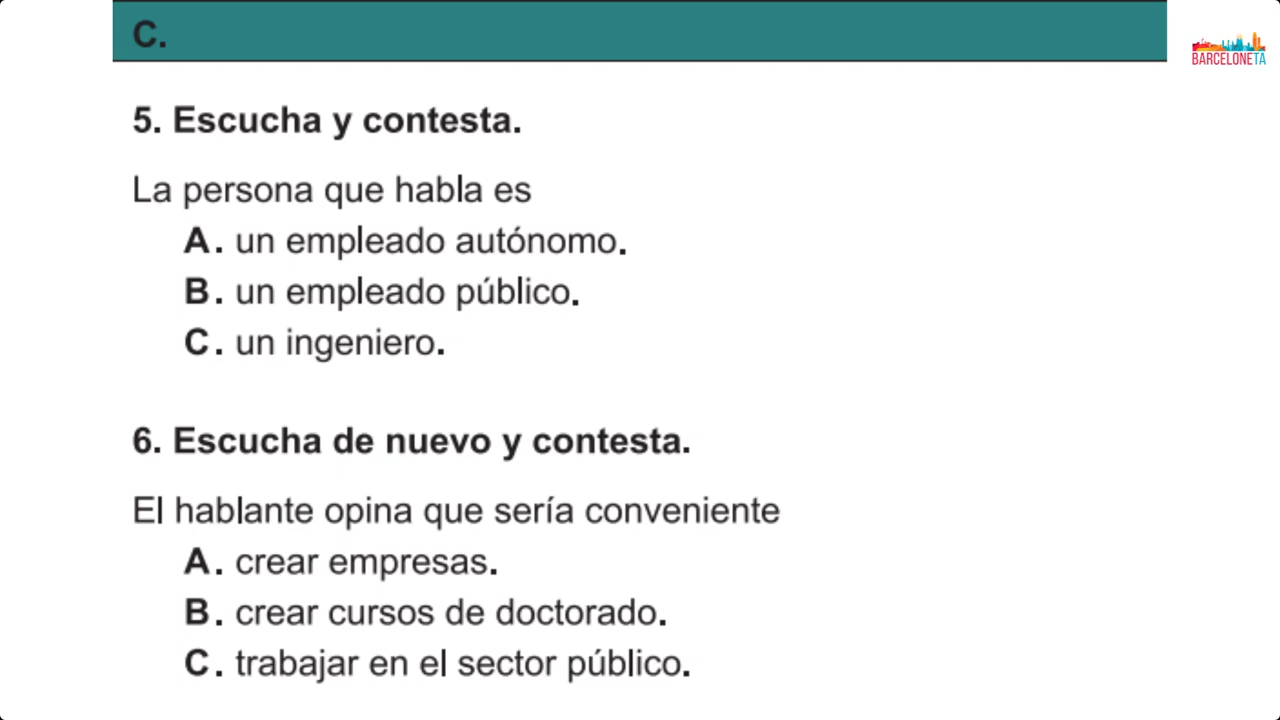 C.
BARCELONETA
5. Escucha y contesta.
La persona que habla es
A. un empleado autónomo.
B. un empleado público.
C. un ingeniero.
6. Escucha de nuevo y contesta.
El hablante opina que sería conveniente
A. crear empresas.
B. crear cursos de doctorado.
C. trabajar en el sector público.